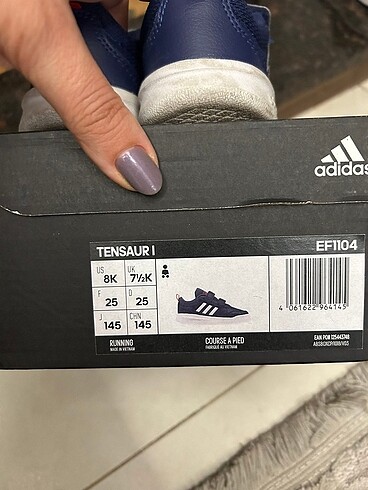 adidas
TENSAUR I EF1104
US 8K UK 7½K
F 25 D 25
J 145 CHN 145
4 061622 964145
RUNNING COURSE A PIED
MADE IN VIETNAM FABRIQUÉ AU VIETNAM